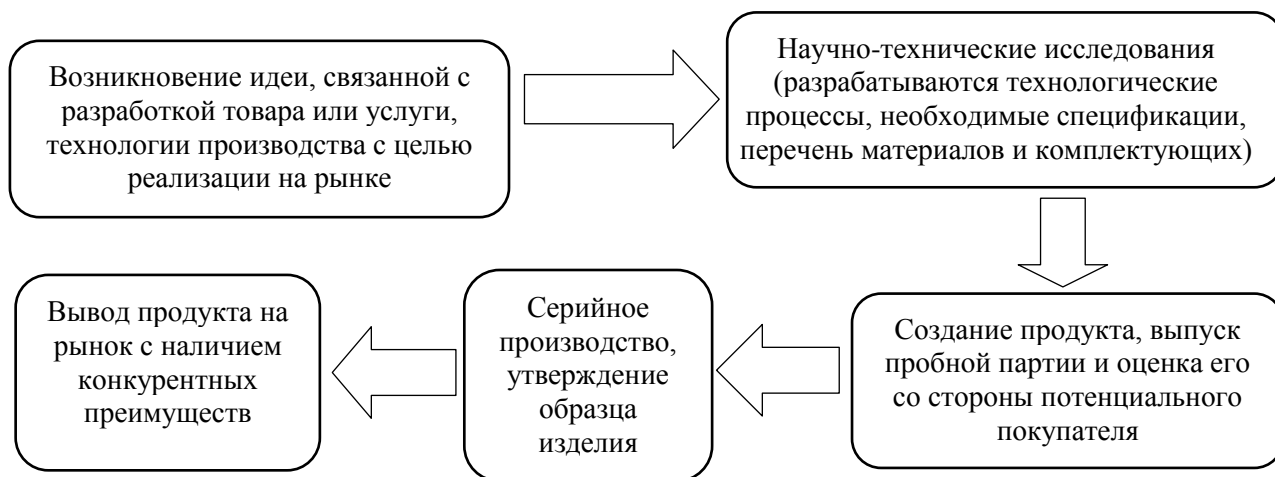 Возникновение идеи, связанной с
разработкой товара или услуги,
технологии производства с целью
реализации на рынке
Научно-технические исследования
(разрабатываются технологические
процессы, необходимые спецификации,
перечень материалов и комплектующих)
Создание продукта, выпуск
пробной партии и оценка его
со стороны потенциального
покупателя
Серийное
производство,
утверждение
образца
изделия
Вывод продукта на
рынок с наличием
конкурентных
преимуществ